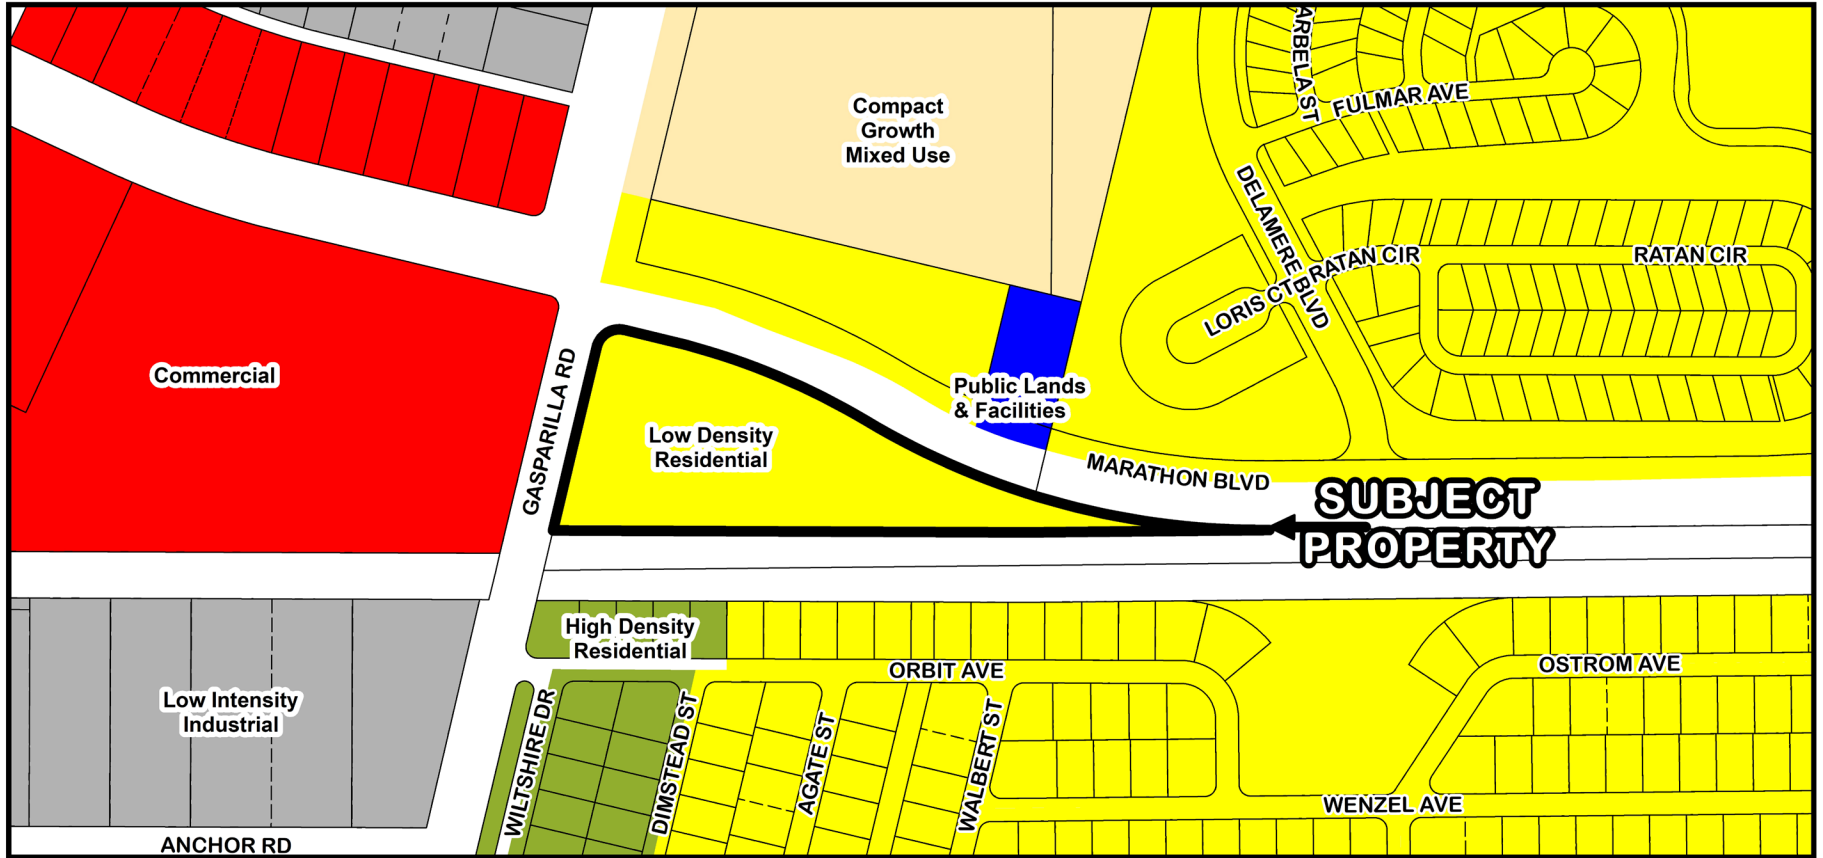 ARBELA ST
FULMAR AVE
Compact
Growth
Mixed Use
DELAMERE BLVD
RATAN CIR
RATAN CIR
LORIS CT
Commercial
GASPARILLA RD
Public Lands
& Facilities
Low Density
Residential
MARATHON BLVD
SUBJECT
PROPERTY
High Density
Residential
ORBIT AVE
OSTROM AVE
Low Intensity
Industrial
WILTSHIRE DR
DIMSTEAD ST
AGATE ST
WALBERT ST
WENZEL AVE
ANCHOR RD